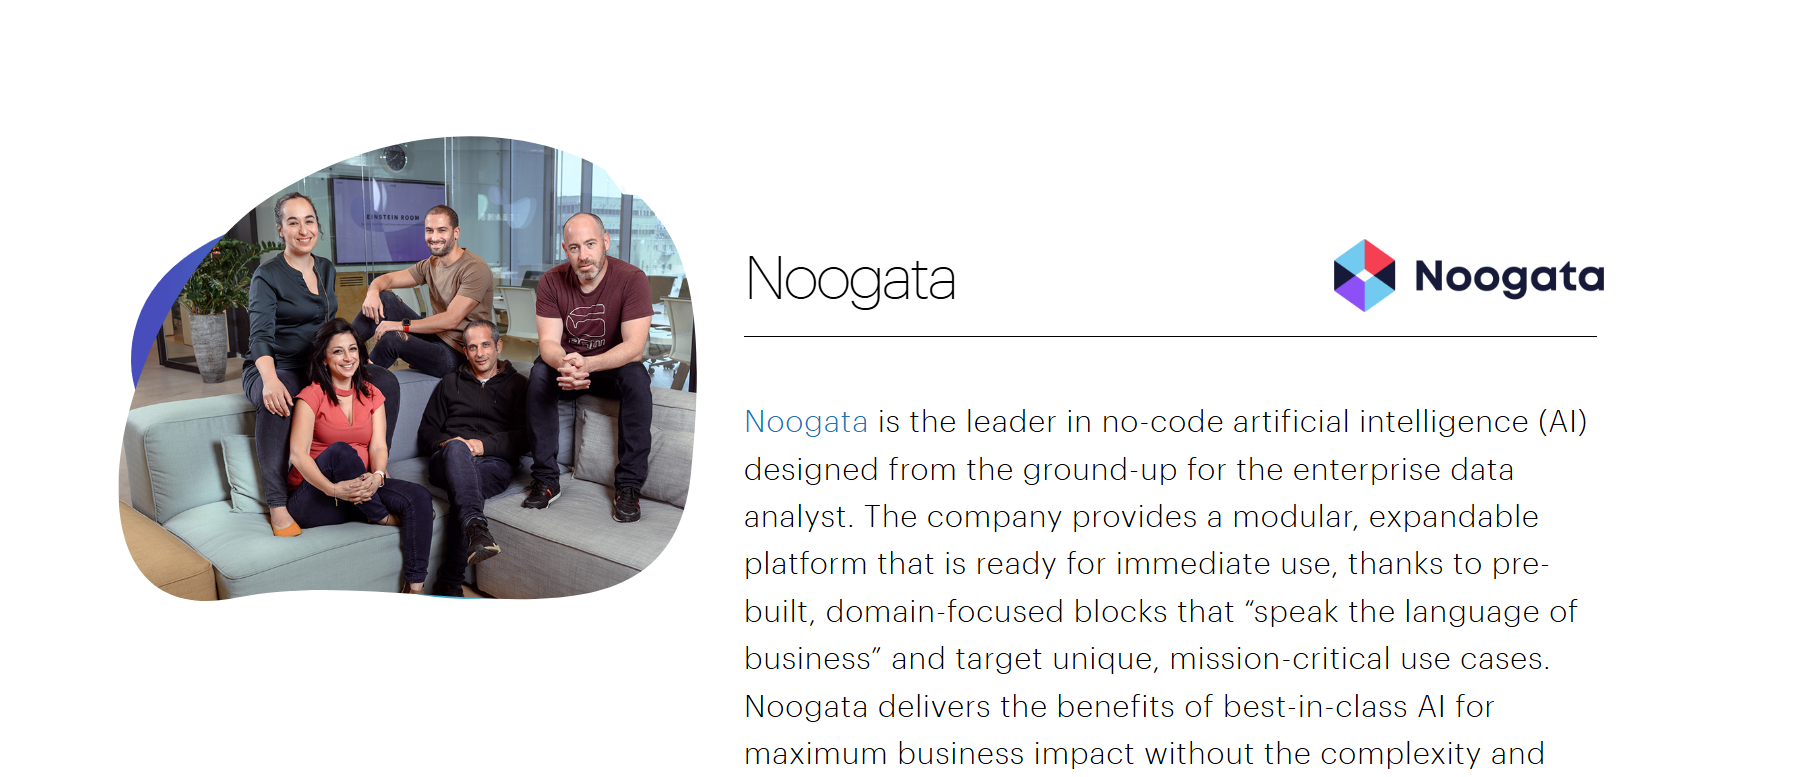 EINSTEIN ROOM
Noogata
Noogata
Noogata is the leader in no-code artificial intelligence (AI)
designed from the ground-up for the enterprise data
analyst. The company provides a modular, expandable
platform that is ready for immediate use, thanks to pre-
built, domain-focused blocks that “speak the language of
business” and target unique, mission-critical use cases.
Noogata delivers the benefits of best-in-class AI for
maximum business impact without the complexity and